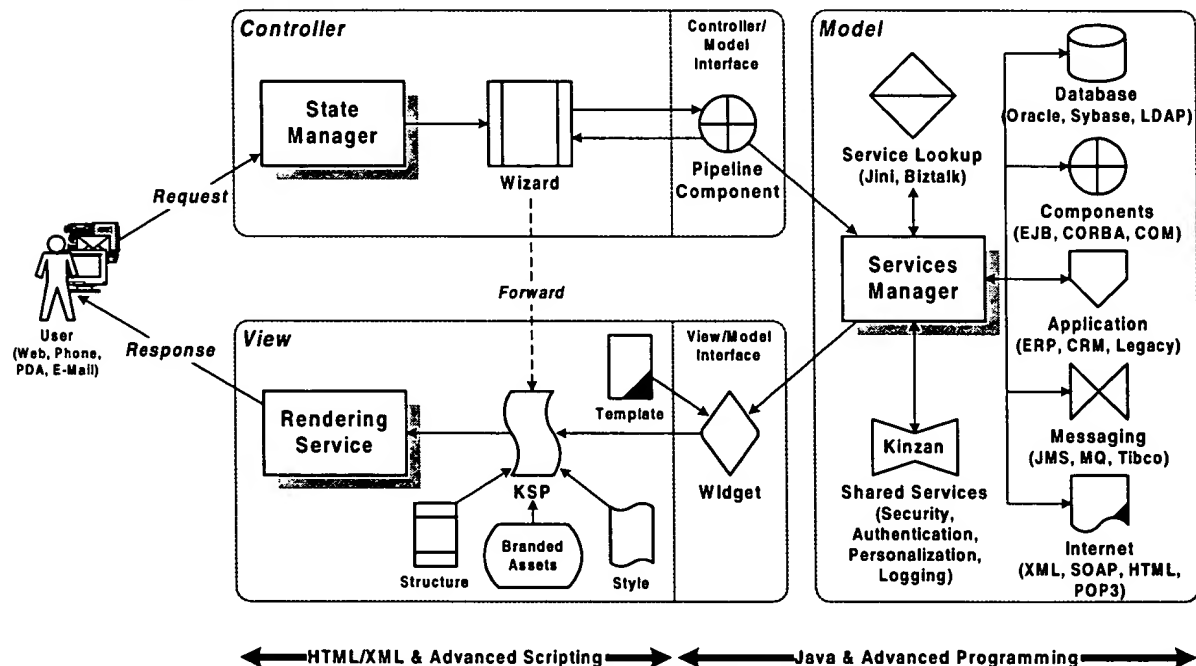 Controller
Controller/
Model
Interface
State
Manager
Wizard
Pipeline
Component
Request
Forward
User
(Web, Phone,
PDA, E-Mail)
Response
View
View/Model
Interface
Rendering
Service
KSP
Template
Widget
Structure
Branded
Assets
Style
Model
Service Lookup
(Jini, Biztalk)
Services
Manager
Kinzan
Shared Services
(Security,
Authentication,
Personalization,
Logging)
Database
(Oracle, Sybase, LDAP)
Components
(EJB, CORBA, COM)
Application
(ERP, CRM, Legacy)
Messaging
(JMS, MQ, Tibco)
Internet
(XML, SOAP, HTML,
POP3)
HTML/XML & Advanced Scripting
Java & Advanced Programming